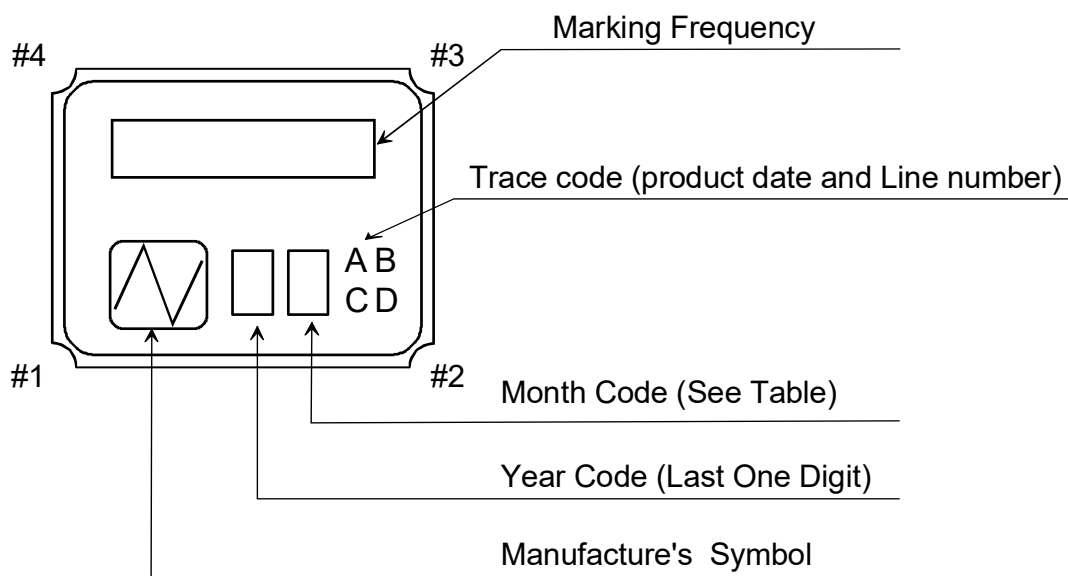 Marking Frequency
#4
#3
Trace code (product date and Line number)
A B
C D
#1
#2
Month Code (See Table)
Year Code (Last One Digit)
Manufacture's Symbol